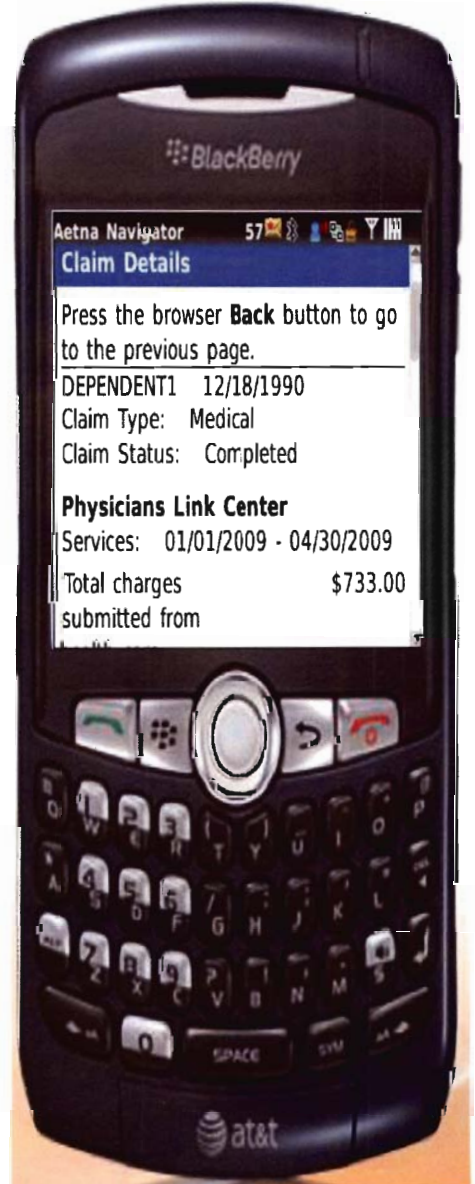 BlackBerry
Aetna Navigator 57
Claim Details
Press the browser Back button to go
to the previous page.
DEPENDENT1 12/18/1990
Claim Type: Medical
Claim Status: Completed
Physicians Link Center
Services: 01/01/2009 - 04/30/2009
Total charges $733.00
submitted from
Q W E R T Y U I O P
A S D F G H J K L
Z X C V B N M
0 SPACE SYM
at&t